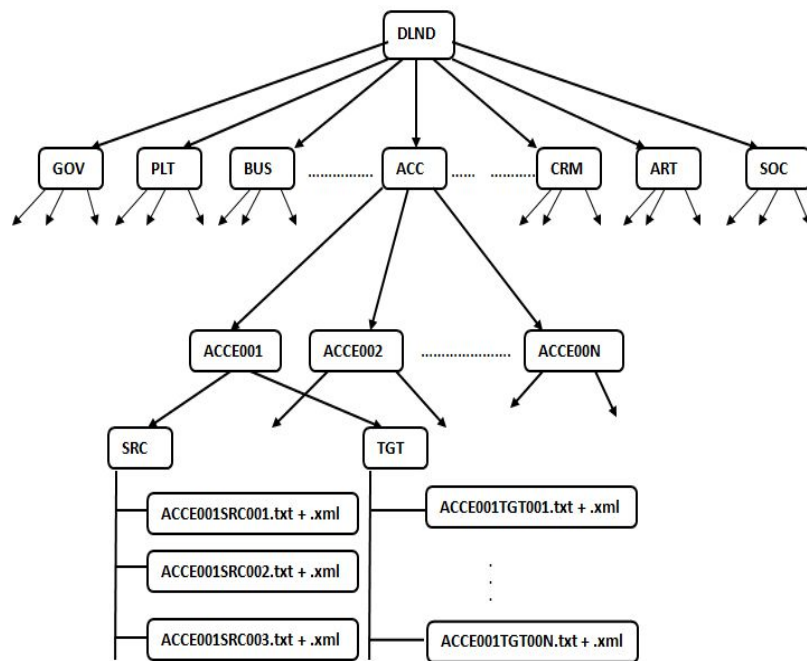 DLND
GOV PLT BUS ................ ACC ...... ............ CRM ART SOC
ACCE001 ACCE002 ....................... ACCE00N
SRC TGT
ACCE001SRC001.txt + .xml ACCE001TGT001.txt + .xml
ACCE001SRC002.txt + .xml
ACCE001SRC003.txt + .xml ACCE001TGT00N.txt + .xml